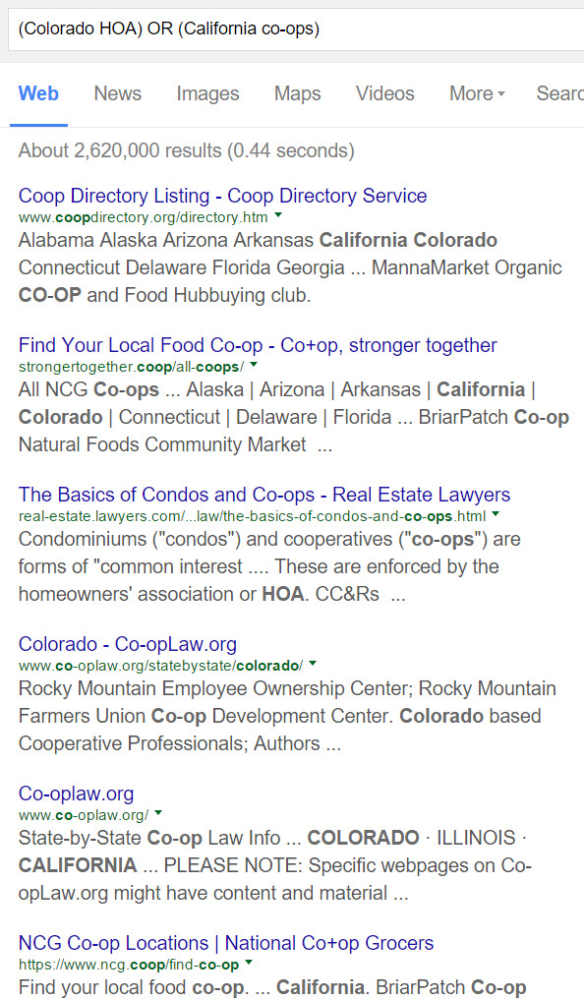 (Colorado HOA) OR (California co-ops)
Web News Images Maps Videos More Searc
About 2,620,000 results (0.44 seconds)
Coop Directory Listing - Coop Directory Service
www.coopdirectory.org/directory.htm
Alabama Alaska Arizona Arkansas California Colorado
Connecticut Delaware Florida Georgia ... MannaMarket Organic
CO-OP and Food Hubbuying club.
Find Your Local Food Co-op - Co+op, stronger together
strongertogether.coop/all-coops/
All NCG Co-ops ... Alaska | Arizona | Arkansas | California |
Colorado | Connecticut | Delaware | Florida ... BriarPatch Co-op
Natural Foods Community Market ...
The Basics of Condos and Co-ops - Real Estate Lawyers
real-estate.lawyers.com/...law/the-basics-of-condos-and-co-ops.html
Condominiums ("condos") and cooperatives ("co-ops") are
forms of "common interest .... These are enforced by the
homeowners' association or HOA. CC&Rs ...
Colorado - Co-opLaw.org
www.co-oplaw.org/statebystate/colorado/
Rocky Mountain Employee Ownership Center; Rocky Mountain
Farmers Union Co-op Development Center. Colorado based
Cooperative Professionals; Authors ...
Co-oplaw.org
www.co-oplaw.org/
State-by-State Co-op Law Info ... COLORADO · ILLINOIS ·
CALIFORNIA ... PLEASE NOTE: Specific webpages on Co-
opLaw.org might have content and material ...
NCG Co-op Locations | National Co+op Grocers
https://www.ncg.coop/find-co-op
Find your local food co-op. ... California. BriarPatch Co-op